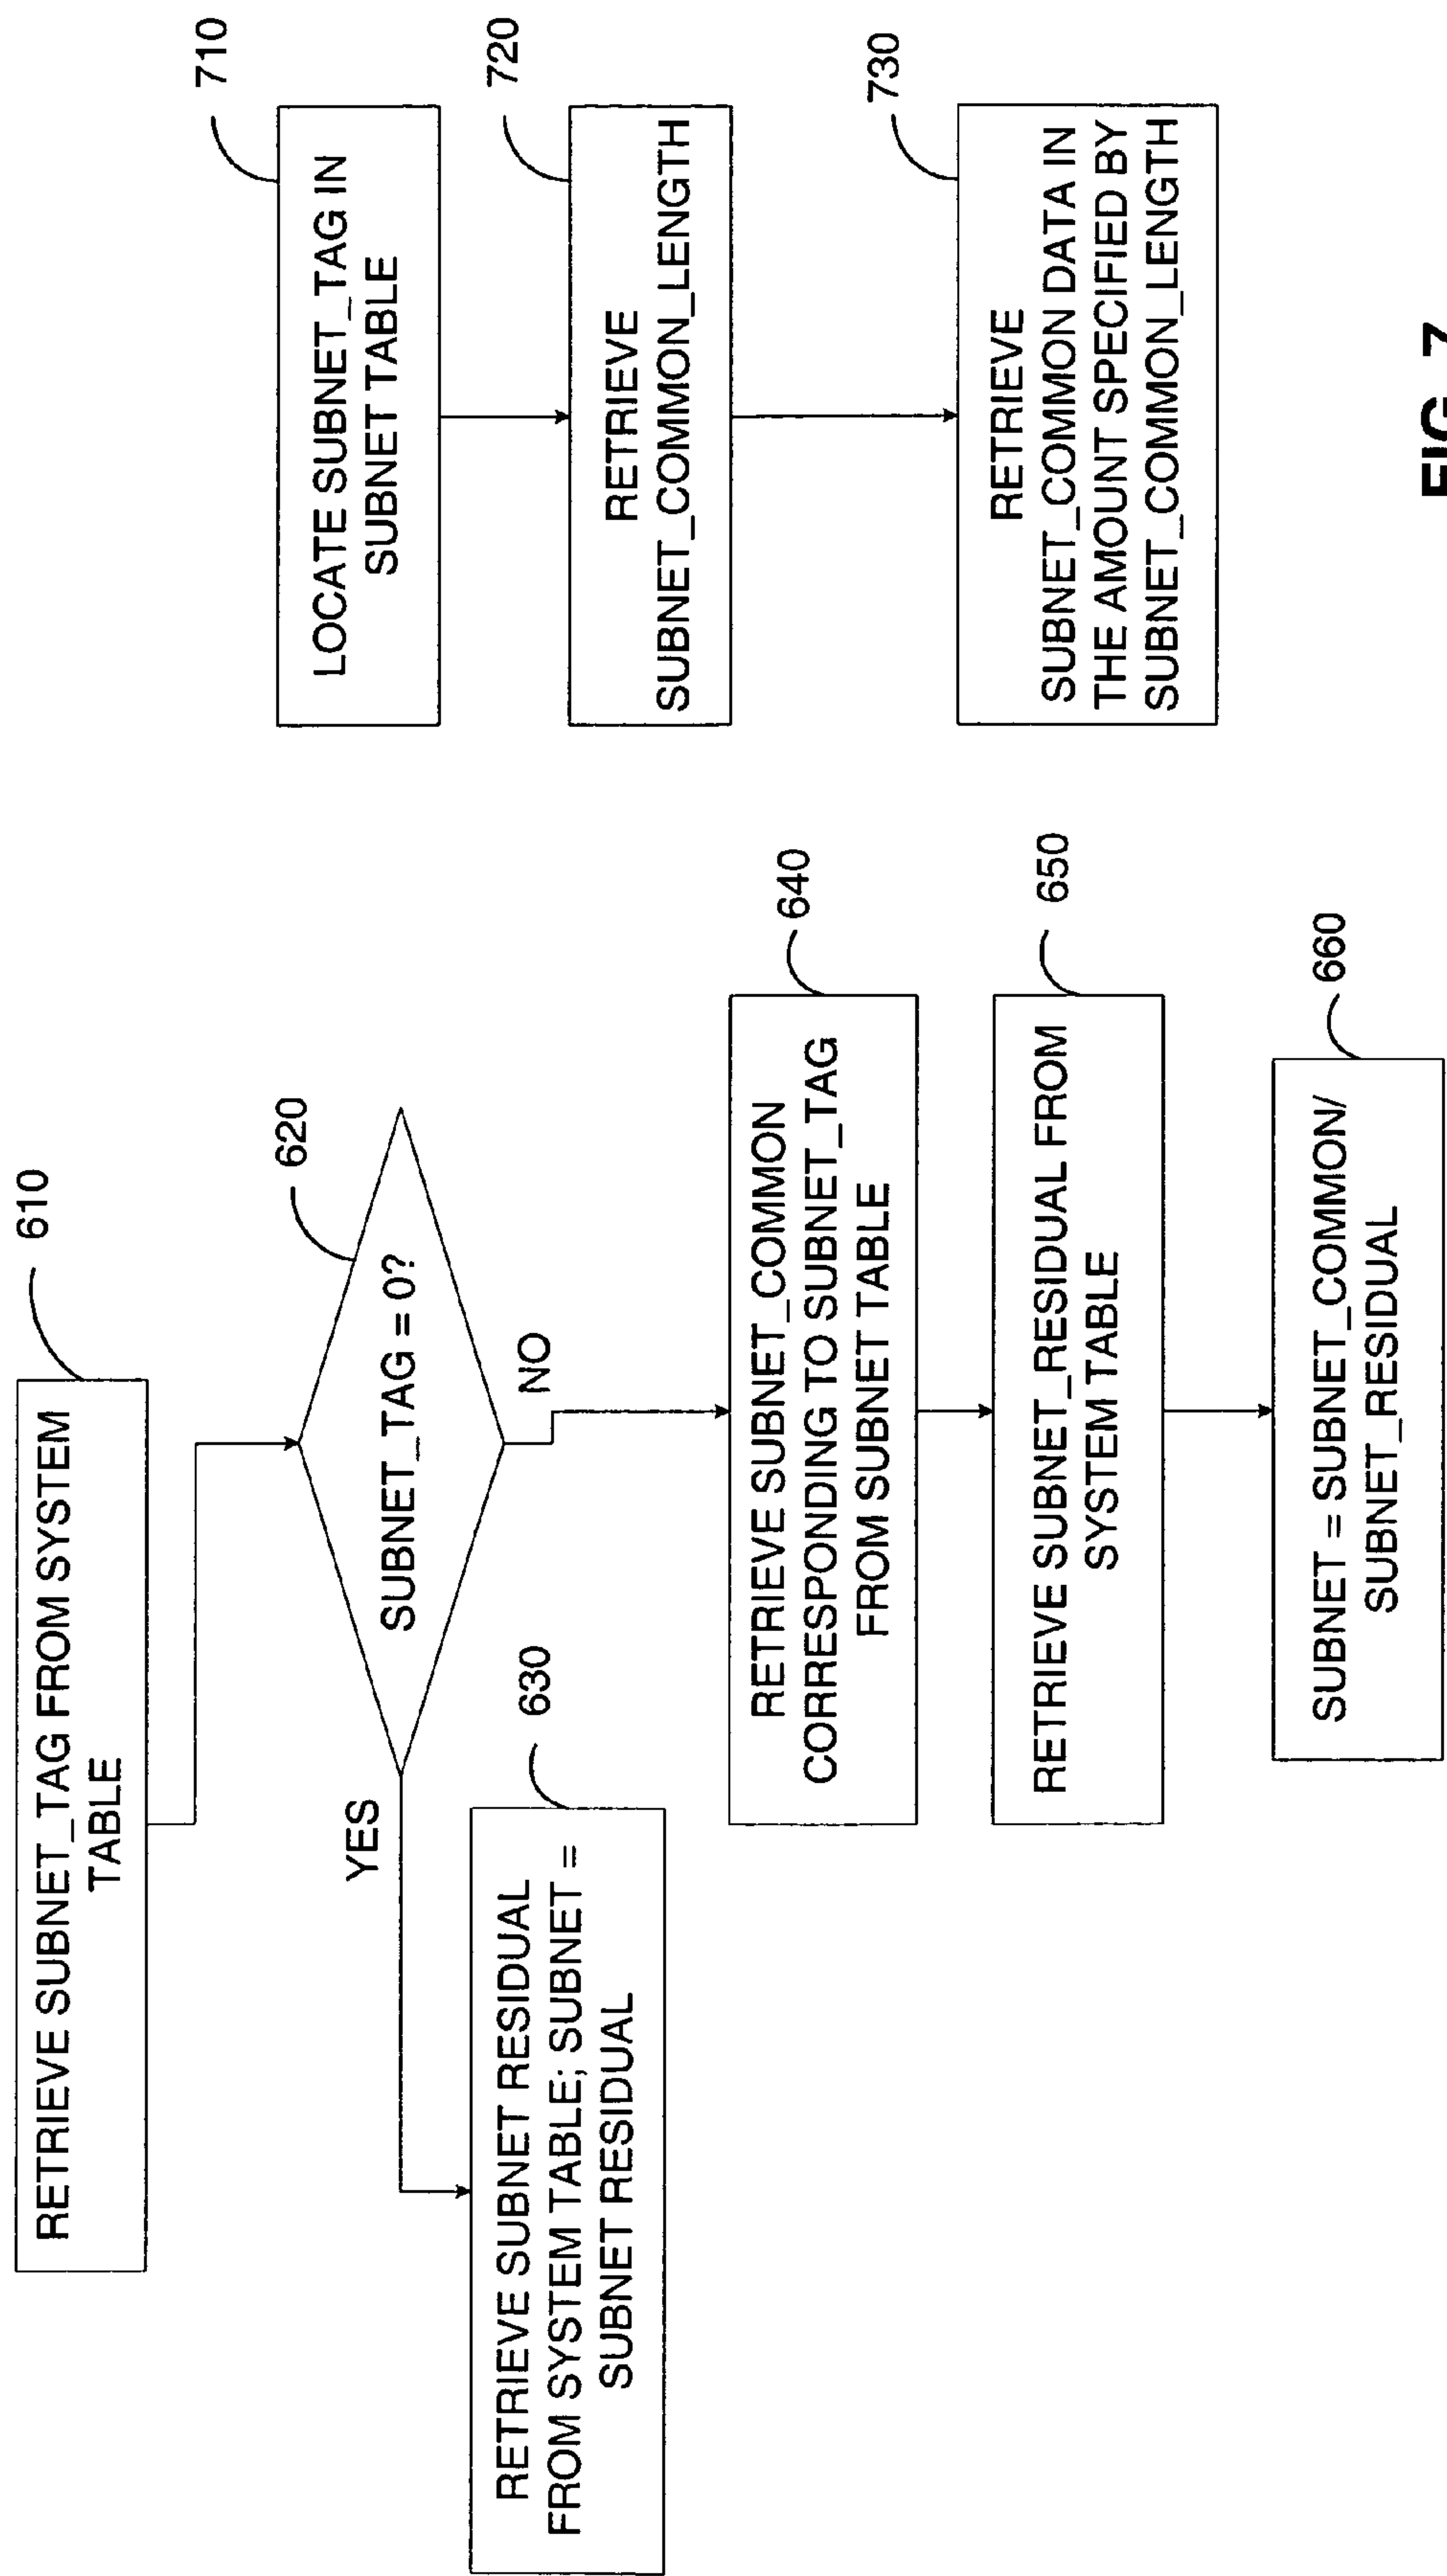 610
RETRIEVE SUBNET_TAG FROM SYSTEM
TABLE
620
SUBNET_TAG = 0?
YES
NO
630
RETRIEVE SUBNET RESIDUAL
FROM SYSTEM TABLE; SUBNET =
SUBNET RESIDUAL
640
RETRIEVE SUBNET_COMMON
CORRESPONDING TO SUBNET_TAG
FROM SUBNET TABLE
650
RETRIEVE SUBNET_RESIDUAL FROM
SYSTEM TABLE
660
SUBNET = SUBNET_COMMON/
SUBNET_RESIDUAL
710
LOCATE SUBNET_TAG IN
SUBNET TABLE
720
RETRIEVE
SUBNET_COMMON_LENGTH
730
RETRIEVE
SUBNET_COMMON DATA IN
THE AMOUNT SPECIFIED BY
SUBNET_COMMON_LENGTH
FIG. 7